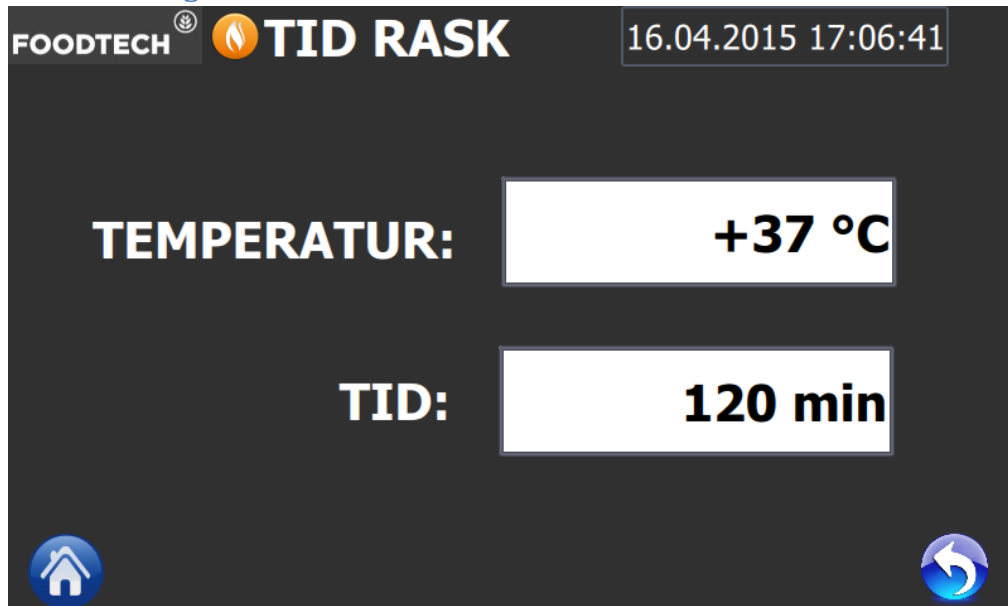 FOODTECH TID RASK 16.04.2015 17:06:41
TEMPERATUR: +37 °C
TID: 120 min